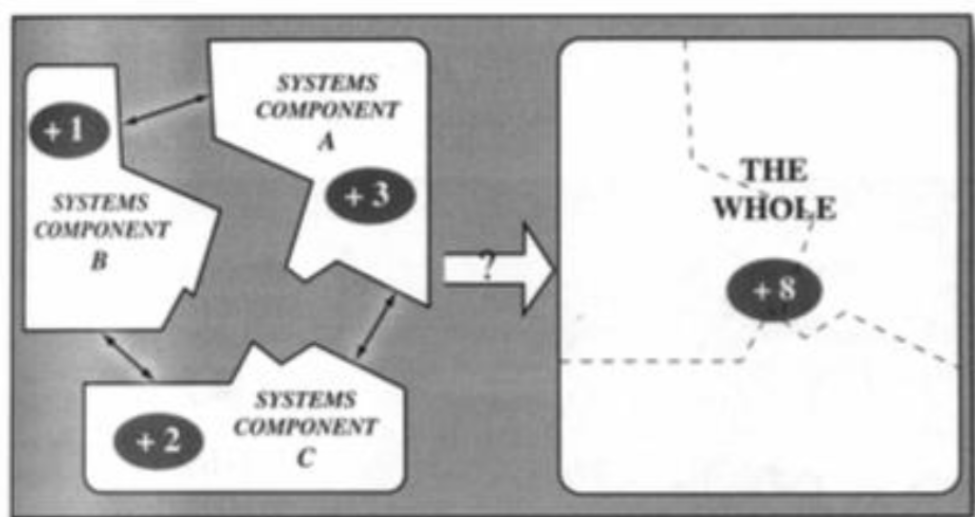 + 1
SYSTEMS
COMPONENT
B
SYSTEMS
COMPONENT
A
+ 3
+ 2
SYSTEMS
COMPONENT
C
?
THE
WHOLE
+ 8